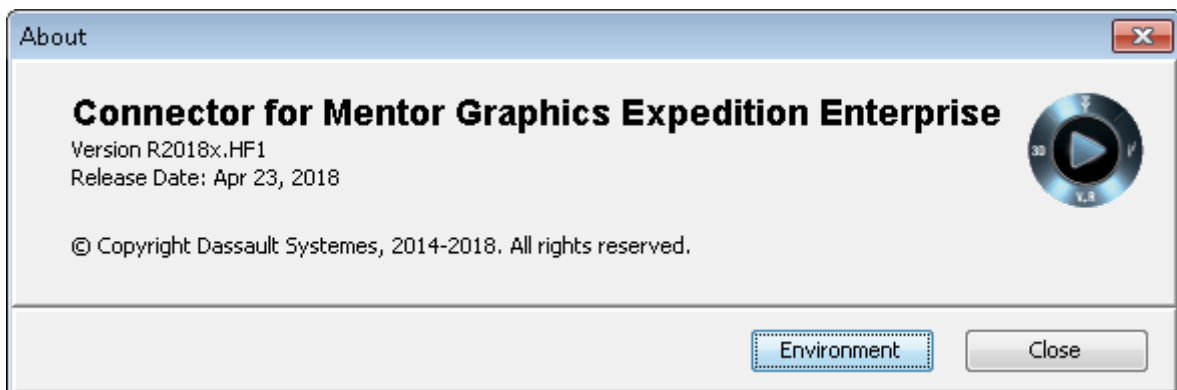 About
Connector for Mentor Graphics Expedition Enterprise
Version R2018x.HF1
Release Date: Apr 23, 2018
3D
V.R
© Copyright Dassault Systemes, 2014-2018. All rights reserved.
Environment
Close